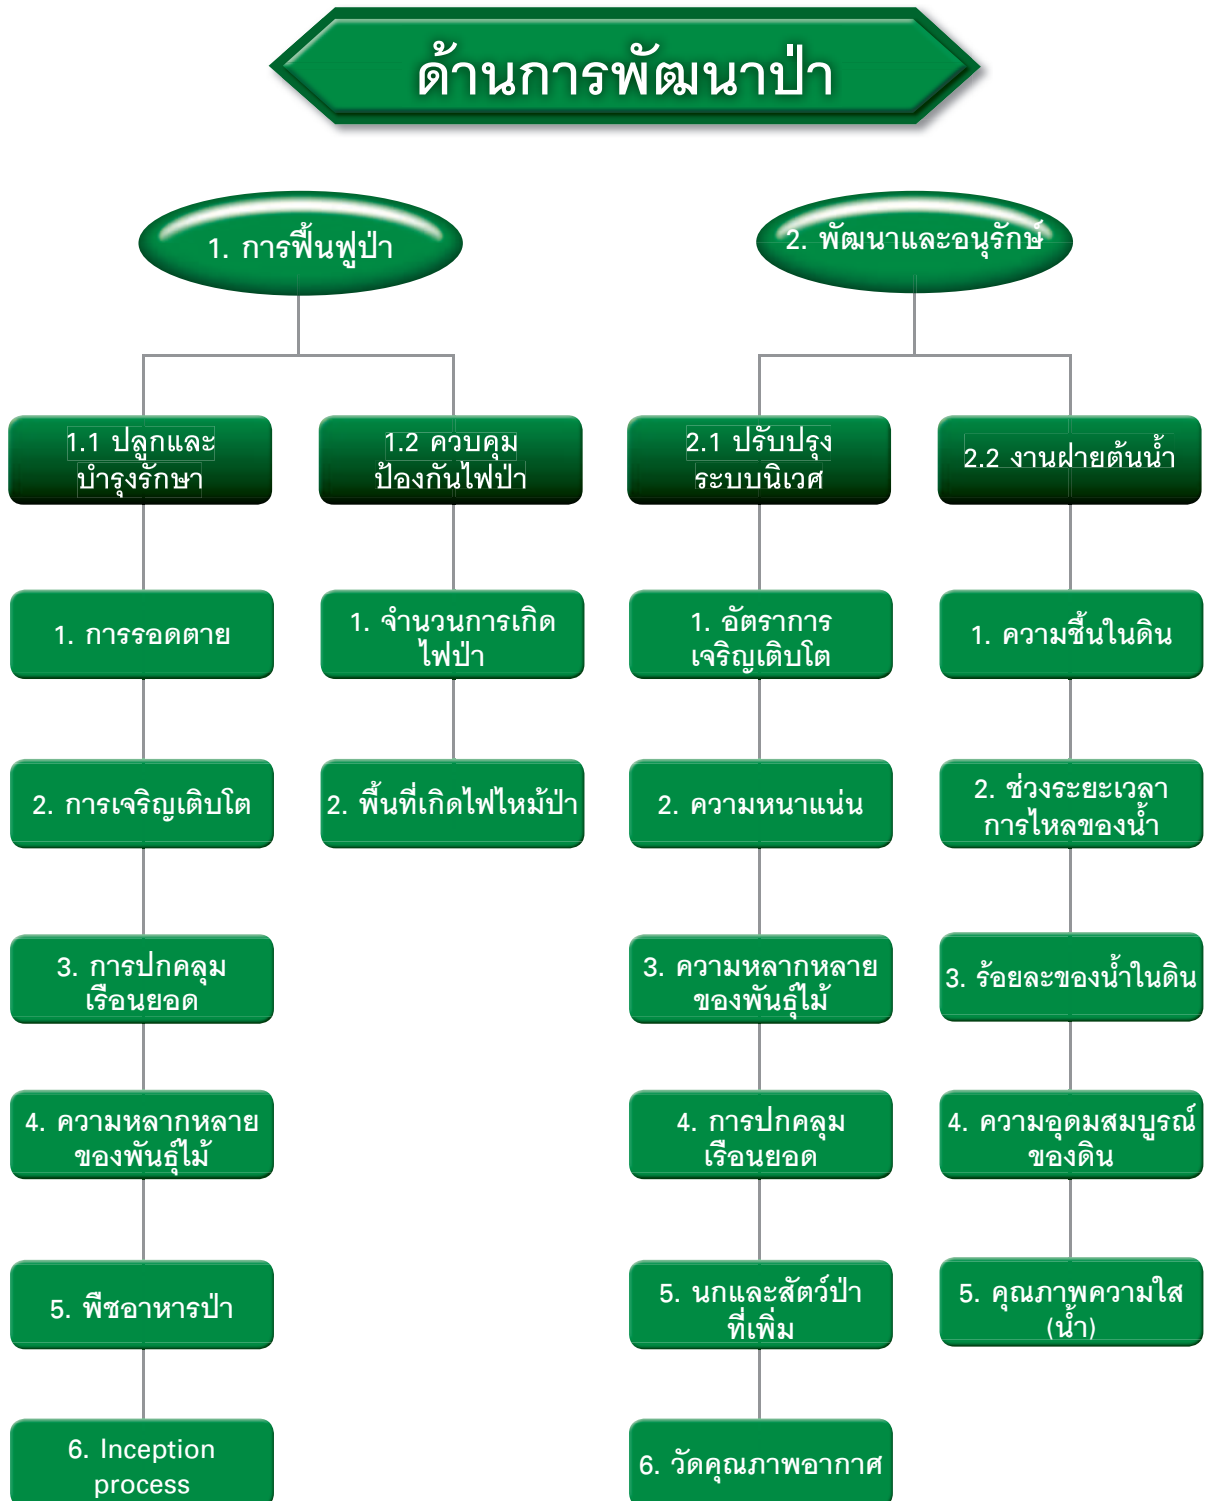 ด้านการพัฒนาป่า
1. การฟื้นฟูป่า
2. พัฒนาและอนุรักษ์
1.1 ปลูกและ
บำรุงรักษา
1.2 ควบคุม
ป้องกันไฟป่า
2.1 ปรับปรุง
ระบบนิเวศ
2.2 งานฝายต้นน้ำ
1. การรอดตาย
1. จำนวนการเกิด
ไฟป่า
1. อัตราการ
เจริญเติบโต
1. ความชื้นในดิน
2. การเจริญเติบโต
2. พื้นที่เกิดไฟไหม้ป่า
2. ความหนาแน่น
2. ช่วงระยะเวลา
การไหลของน้ำ
3. การปกคลุม
เรือนยอด
3. ความหลากหลาย
ของพันธุ์ไม้
3. ร้อยละของน้ำในดิน
4. ความหลากหลาย
ของพันธุ์ไม้
4. การปกคลุม
เรือนยอด
4. ความอุดมสมบูรณ์
ของดิน
5. พืชอาหารป่า
5. นกและสัตว์ป่า
ที่เพิ่ม
5. คุณภาพความใส
(น้ำ)
6. Inception
process
6. วัดคุณภาพอากาศ